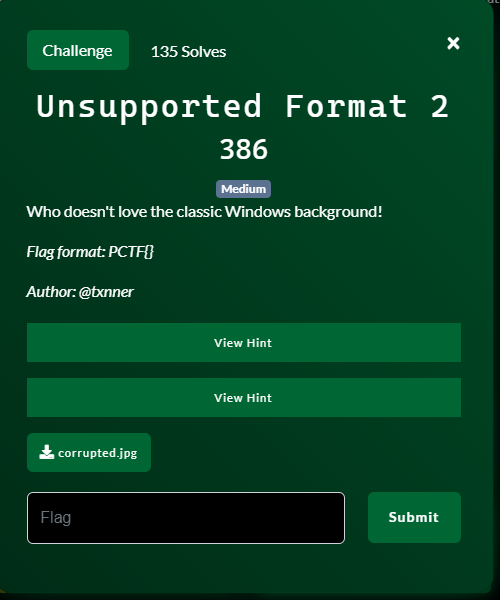 Challenge
135 Solves
×
Unsupported Format 2
386
Medium
Who doesn't love the classic Windows background!
Flag format: PCTF{}
Author: @txnner
View Hint
View Hint
corrupted.jpg
Flag
Submit